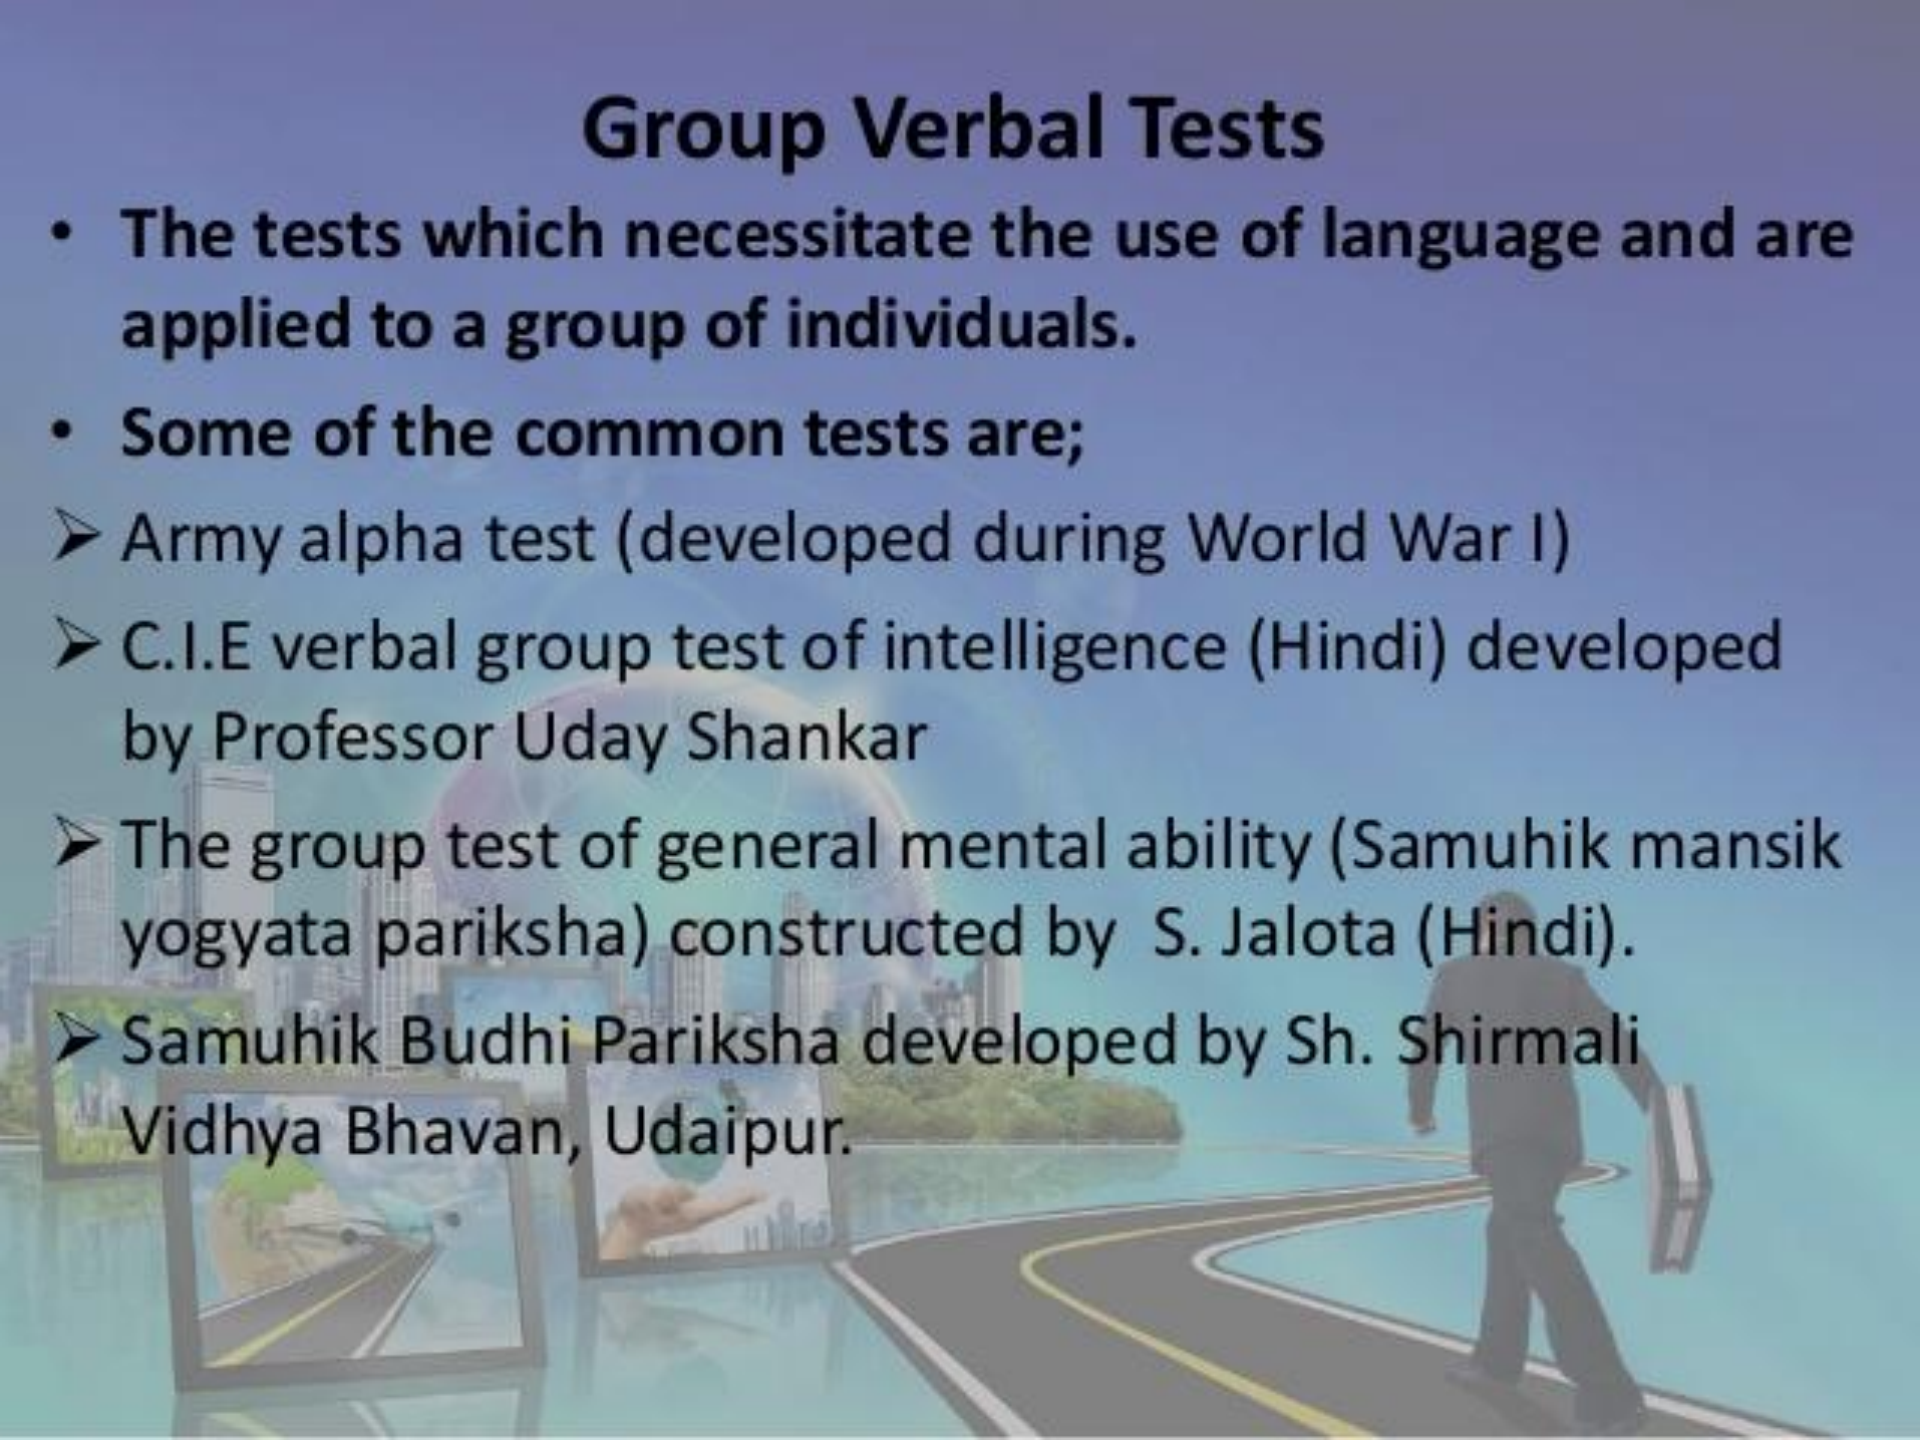 Group Verbal Tests
• The tests which necessitate the use of language and are
applied to a group of individuals.
• Some of the common tests are;
➢ Army alpha test (developed during World War I)
➢ C.I.E verbal group test of intelligence (Hindi) developed
by Professor Uday Shankar
➢ The group test of general mental ability (Samuhik mansik
yogyata pariksha) constructed by  S. Jalota (Hindi).
➢ Samuhik Budhi Pariksha developed by Sh. Shirmali
Vidhya Bhavan, Udaipur.